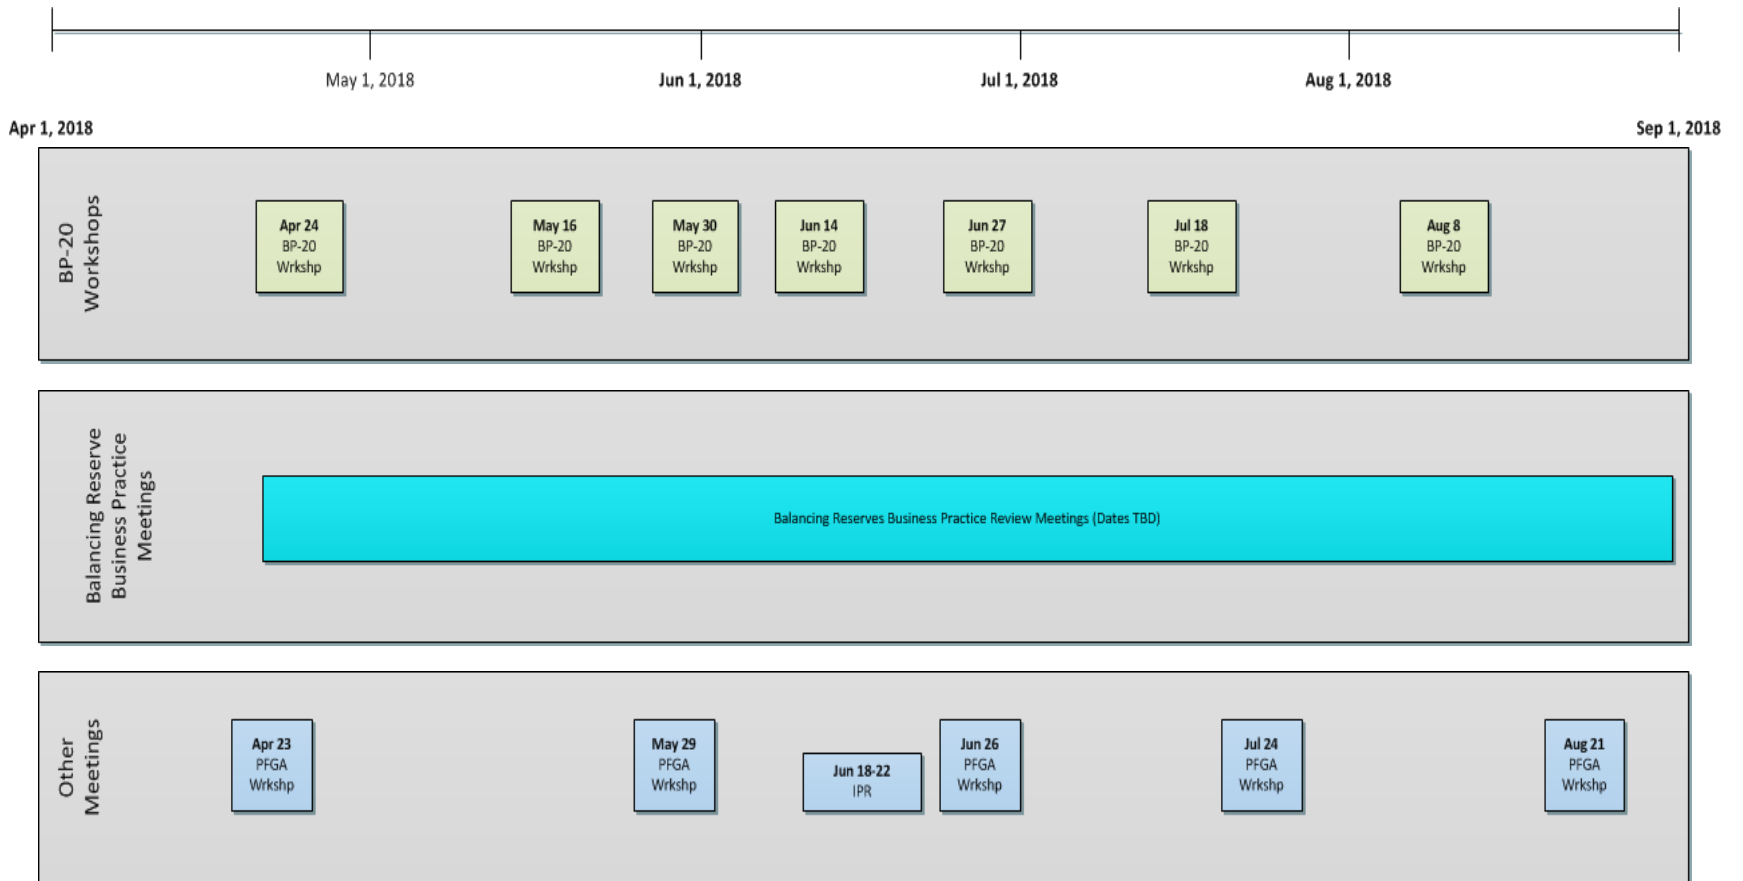 May 1, 2018
Jun 1, 2018
Jul 1, 2018
Aug 1, 2018
Apr 1, 2018
Sep 1, 2018
BP-20
Workshops
Apr 24
BP-20
Wrkshp
May 16
BP-20
Wrkshp
May 30
BP-20
Wrkshp
Jun 14
BP-20
Wrkshp
Jun 27
BP-20
Wrkshp
Jul 18
BP-20
Wrkshp
Aug 8
BP-20
Wrkshp
Balancing Reserve
Business Practice
Meetings
Balancing Reserves Business Practice Review Meetings (Dates TBD)
Other
Meetings
Apr 23
PFGA
Wrkshp
May 29
PFGA
Wrkshp
Jun 18-22
IPR
Jun 26
PFGA
Wrkshp
Jul 24
PFGA
Wrkshp
Aug 21
PFGA
Wrkshp